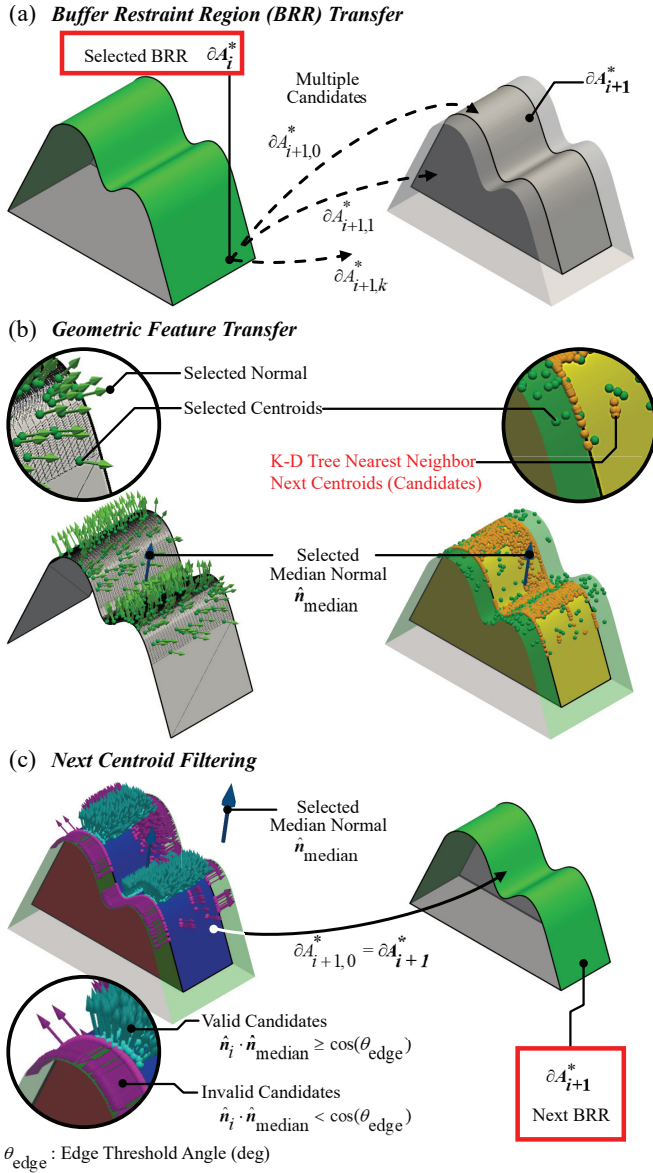 (a) Buffer Restraint Region (BRR) Transfer
Selected BRR ∂A*i
Multiple
Candidates
∂A*i+1
∂A*i+1,0
∂A*i+1,1
∂A*i+1,k
(b) Geometric Feature Transfer
Selected Normal
Selected Centroids
K-D Tree Nearest Neighbor
Next Centroids (Candidates)
Selected
Median Normal
n̂median
(c) Next Centroid Filtering
Selected
Median Normal
n̂median
∂A*i+1,0 = ∂A*i+1
Valid Candidates
n̂i · n̂median ≥ cos(θedge)
Invalid Candidates
n̂i · n̂median < cos(θedge)
∂A*i+1
Next BRR
θedge : Edge Threshold Angle (deg)